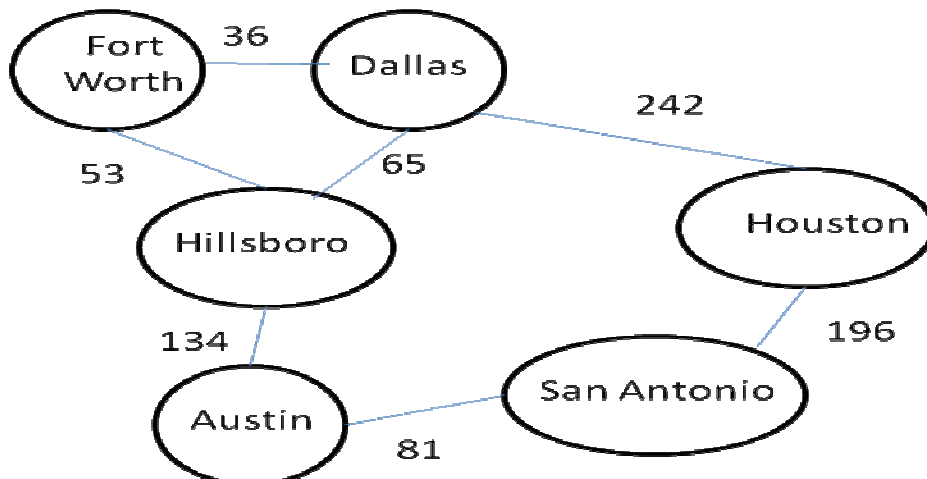 36
Fort
Worth
Dallas
242
53
65
Houston
Hillsboro
134
196
San Antonio
Austin
81